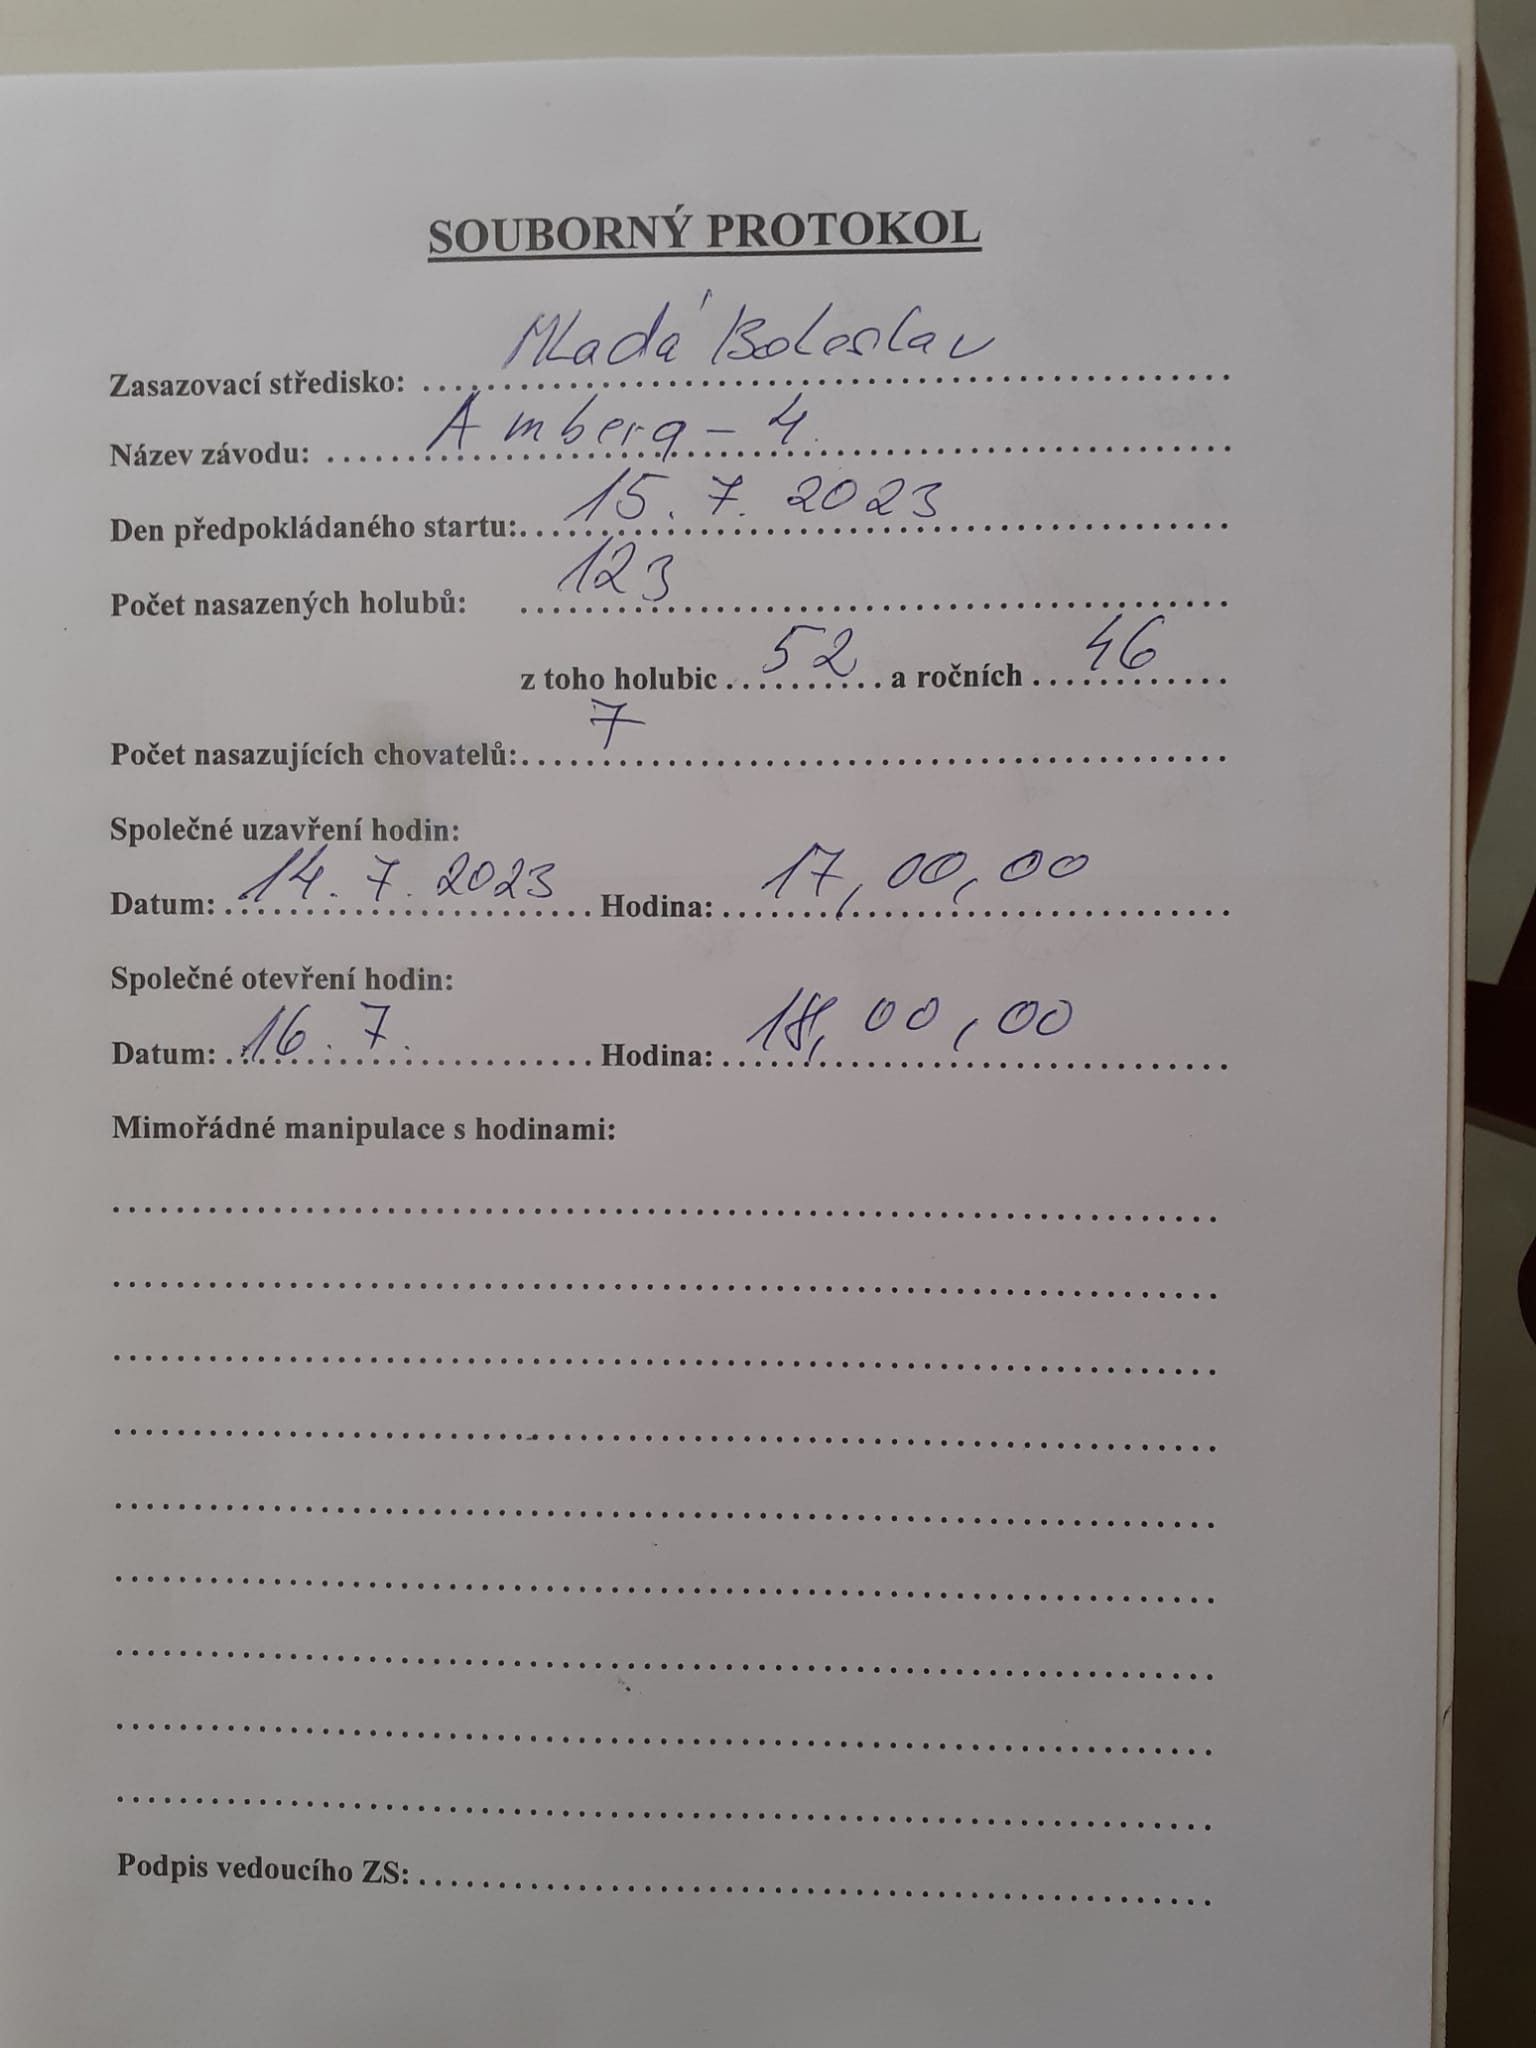 SOUBORNÝ PROTOKOL
Zasazovací středisko: Mladá Boleslav
Název závodu: Amberg - 4.
Den předpokládaného startu: 15. 7. 2023
Počet nasazených holubů: 123
z toho holubic 52 a ročních 46
Počet nasazujících chovatelů: 7
Společné uzavření hodin:
Datum: 14. 7. 2023 Hodina: 17,00,00
Společné otevření hodin:
Datum: 16. 7. Hodina: 18,00,00
Mimořádné manipulace s hodinami:
Podpis vedoucího ZS: